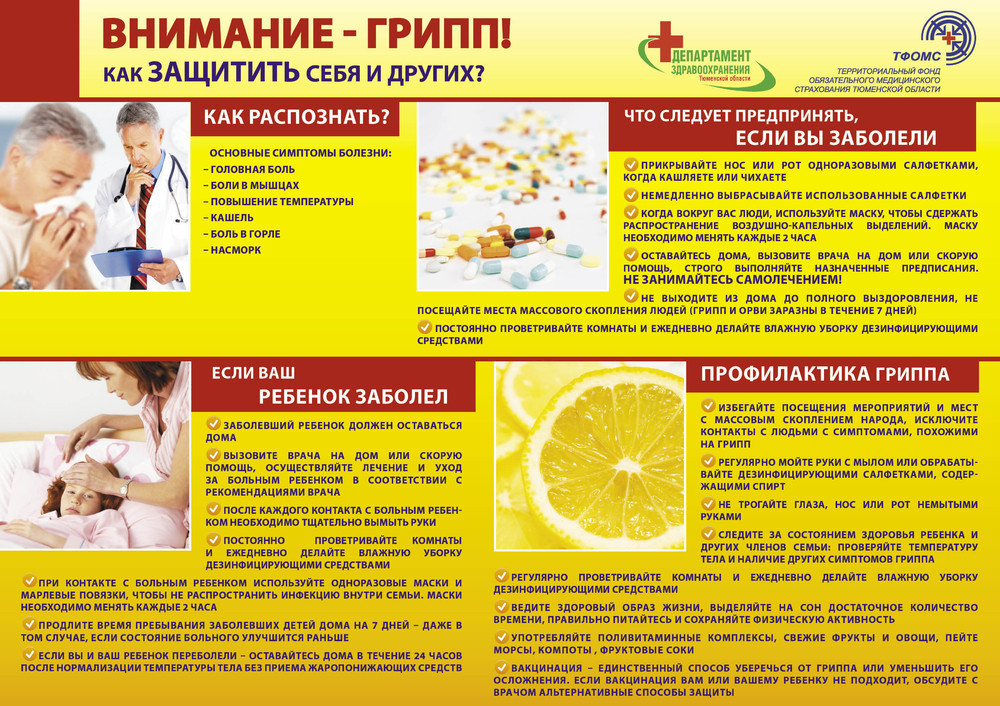 ВНИМАНИЕ - ГРИПП!
КАК ЗАЩИТИТЬ СЕБЯ И ДРУГИХ?
ДЕПАРТАМЕНТ
ЗДРАВООХРАНЕНИЯ
Тюменской области
ТФОМС
ТЕРРИТОРИАЛЬНЫЙ ФОНД
ОБЯЗАТЕЛЬНОГО МЕДИЦИНСКОГО
СТРАХОВАНИЯ ТЮМЕНСКОЙ ОБЛАСТИ
КАК РАСПОЗНАТЬ?
ОСНОВНЫЕ СИМПТОМЫ БОЛЕЗНИ:
– ГОЛОВНАЯ БОЛЬ
– БОЛИ В МЫШЦАХ
– ПОВЫШЕНИЕ ТЕМПЕРАТУРЫ
– КАШЕЛЬ
– БОЛЬ В ГОРЛЕ
– НАСМОРК
ЧТО СЛЕДУЕТ ПРЕДПРИНЯТЬ,
ЕСЛИ ВЫ ЗАБОЛЕЛИ
ПРИКРЫВАЙТЕ НОС ИЛИ РОТ ОДНОРАЗОВЫМИ САЛФЕТКАМИ,
КОГДА КАШЛЯЕТЕ ИЛИ ЧИХАЕТЕ
НЕМЕДЛЕННО ВЫБРАСЫВАЙТЕ ИСПОЛЬЗОВАННЫЕ САЛФЕТКИ
КОГДА ВОКРУГ ВАС ЛЮДИ, ИСПОЛЬЗУЙТЕ МАСКУ, ЧТОБЫ СДЕРЖАТЬ
РАСПРОСТРАНЕНИЕ ВОЗДУШНО-КАПЕЛЬНЫХ ВЫДЕЛЕНИЙ. МАСКУ
НЕОБХОДИМО МЕНЯТЬ КАЖДЫЕ 2 ЧАСА
ОСТАВАЙТЕСЬ ДОМА, ВЫЗОВИТЕ ВРАЧА НА ДОМ ИЛИ СКОРУЮ
ПОМОЩЬ, СТРОГО ВЫПОЛНЯЙТЕ НАЗНАЧЕННЫЕ ПРЕДПИСАНИЯ.
НЕ ЗАНИМАЙТЕСЬ САМОЛЕЧЕНИЕМ!
НЕ ВЫХОДИТЕ ИЗ ДОМА ДО ПОЛНОГО ВЫЗДОРОВЛЕНИЯ, НЕ
ПОСЕЩАЙТЕ МЕСТА МАССОВОГО СКОПЛЕНИЯ ЛЮДЕЙ (ГРИПП И ОРВИ ЗАРАЗНЫ В ТЕЧЕНИЕ 7 ДНЕЙ)
ПОСТОЯННО ПРОВЕТРИВАЙТЕ КОМНАТЫ И ЕЖЕДНЕВНО ДЕЛАЙТЕ ВЛАЖНУЮ УБОРКУ ДЕЗИНФИЦИРУЮЩИМИ
СРЕДСТВАМИ
ЕСЛИ ВАШ
РЕБЕНОК ЗАБОЛЕЛ
ЗАБОЛЕВШИЙ РЕБЕНОК ДОЛЖЕН ОСТАВАТЬСЯ
ДОМА
ВЫЗОВИТЕ ВРАЧА НА ДОМ ИЛИ СКОРУЮ
ПОМОЩЬ, ОСУЩЕСТВЛЯЙТЕ ЛЕЧЕНИЕ И УХОД
ЗА БОЛЬНЫМ РЕБЕНКОМ В СООТВЕТСТВИИ С
РЕКОМЕНДАЦИЯМИ ВРАЧА
ПОСЛЕ КАЖДОГО КОНТАКТА С БОЛЬНЫМ РЕБЕН-
КОМ НЕОБХОДИМО ТЩАТЕЛЬНО ВЫМЫТЬ РУКИ
ПОСТОЯННО ПРОВЕТРИВАЙТЕ КОМНАТЫ
И ЕЖЕДНЕВНО ДЕЛАЙТЕ ВЛАЖНУЮ УБОРКУ
ДЕЗИНФИЦИРУЮЩИМИ СРЕДСТВАМИ
ПРИ КОНТАКТЕ С БОЛЬНЫМ РЕБЕНКОМ ИСПОЛЬЗУЙТЕ ОДНОРАЗОВЫЕ МАСКИ И
МАРЛЕВЫЕ ПОВЯЗКИ, ЧТОБЫ НЕ РАСПРОСТРАНИТЬ ИНФЕКЦИЮ ВНУТРИ СЕМЬИ. МАСКИ
НЕОБХОДИМО МЕНЯТЬ КАЖДЫЕ 2 ЧАСА
ПРОДЛИТЕ ВРЕМЯ ПРЕБЫВАНИЯ ЗАБОЛЕВШИХ ДЕТЕЙ ДОМА НА 7 ДНЕЙ – ДАЖЕ В
ТОМ СЛУЧАЕ, ЕСЛИ СОСТОЯНИЕ БОЛЬНОГО УЛУЧШИТСЯ РАНЬШЕ
ЕСЛИ ВЫ И ВАШ РЕБЕНОК ПЕРЕБОЛЕЛИ – ОСТАВАЙТЕСЬ ДОМА В ТЕЧЕНИЕ 24 ЧАСОВ
ПОСЛЕ НОРМАЛИЗАЦИИ ТЕМПЕРАТУРЫ ТЕЛА БЕЗ ПРИЕМА ЖАРОПОНИЖАЮЩИХ СРЕДСТВ
ПРОФИЛАКТИКА ГРИППА
ИЗБЕГАЙТЕ ПОСЕЩЕНИЯ МЕРОПРИЯТИЙ И МЕСТ
С МАССОВЫМ СКОПЛЕНИЕМ НАРОДА, ИСКЛЮЧИТЕ
КОНТАКТЫ С ЛЮДЬМИ С СИМПТОМАМИ, ПОХОЖИМИ
НА ГРИПП
РЕГУЛЯРНО МОЙТЕ РУКИ С МЫЛОМ ИЛИ ОБРАБАТЫ-
ВАЙТЕ ДЕЗИНФИЦИРУЮЩИМИ САЛФЕТКАМИ, СОДЕР-
ЖАЩИМИ СПИРТ
НЕ ТРОГАЙТЕ ГЛАЗА, НОС ИЛИ РОТ НЕМЫТЫМИ
РУКАМИ
СЛЕДИТЕ ЗА СОСТОЯНИЕМ ЗДОРОВЬЯ РЕБЕНКА И
ДРУГИХ ЧЛЕНОВ СЕМЬИ: ПРОВЕРЯЙТЕ ТЕМПЕРАТУРУ
ТЕЛА И НАЛИЧИЕ ДРУГИХ СИМПТОМОВ ГРИППА
РЕГУЛЯРНО ПРОВЕТРИВАЙТЕ КОМНАТЫ И ЕЖЕДНЕВНО ДЕЛАЙТЕ ВЛАЖНУЮ УБОРКУ
ДЕЗИНФИЦИРУЮЩИМИ СРЕДСТВАМИ
ВЕДИТЕ ЗДОРОВЫЙ ОБРАЗ ЖИЗНИ, ВЫДЕЛЯЙТЕ НА СОН ДОСТАТОЧНОЕ КОЛИЧЕСТВО
ВРЕМЕНИ, ПРАВИЛЬНО ПИТАЙТЕСЬ И СОХРАНЯЙТЕ ФИЗИЧЕСКУЮ АКТИВНОСТЬ
УПОТРЕБЛЯЙТЕ ПОЛИВИТАМИННЫЕ КОМПЛЕКСЫ, СВЕЖИЕ ФРУКТЫ И ОВОЩИ, ПЕЙТЕ
МОРСЫ, КОМПОТЫ , ФРУКТОВЫЕ СОКИ
ВАКЦИНАЦИЯ – ЕДИНСТВЕННЫЙ СПОСОБ УБЕРЕЧЬСЯ ОТ ГРИППА ИЛИ УМЕНЬШИТЬ ЕГО
ОСЛОЖНЕНИЯ. ЕСЛИ ВАКЦИНАЦИЯ ВАМ ИЛИ ВАШЕМУ РЕБЕНКУ НЕ ПОДХОДИТ, ОБСУДИТЕ С
ВРАЧОМ АЛЬТЕРНАТИВНЫЕ СПОСОБЫ ЗАЩИТЫ